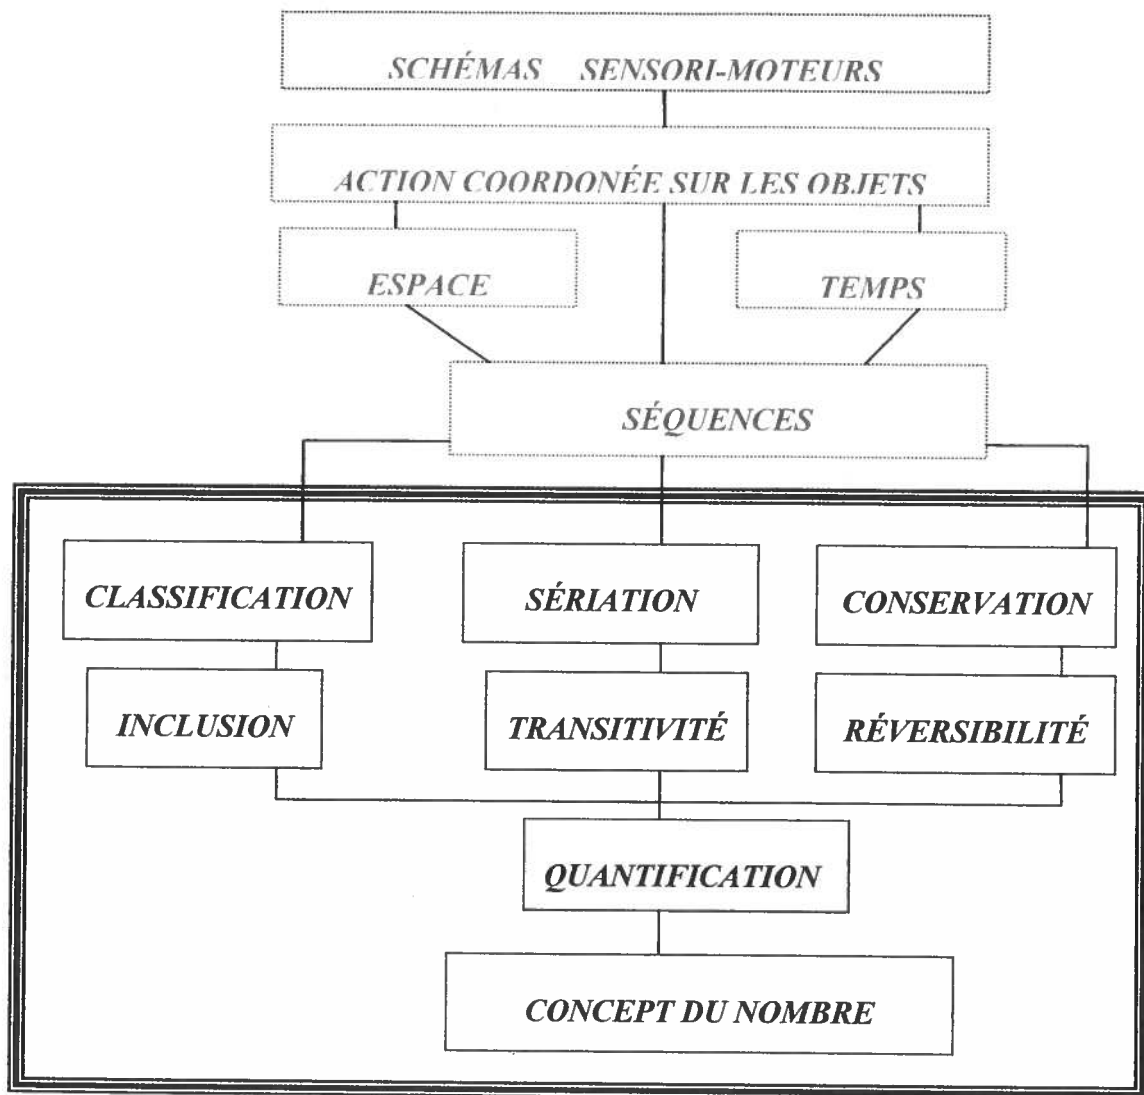 SCHÉMAS SENSORI-MOTEURS
ACTION COORDONÉE SUR LES OBJETS
ESPACE
TEMPS
SÉQUENCES
CLASSIFICATION
SÉRIATION
CONSERVATION
INCLUSION
TRANSITIVITÉ
RÉVERSIBILITÉ
QUANTIFICATION
CONCEPT DU NOMBRE